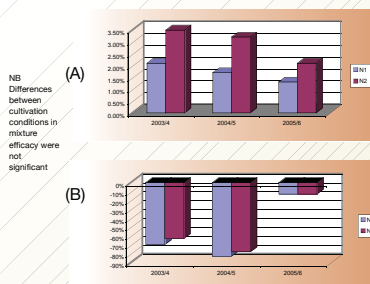 NB
Differences
between
cultivation
conditions in
mixture
efficacy were
not
significant
(A)
3.50%
3.00%
2.50%
2.00%
1.50%
1.00%
0.50%
0.00%
2003/4
2004/5
2005/6
N1
N2
(B)
0%
-10%
-20%
-30%
-40%
-50%
-60%
-70%
-80%
-90%
2003/4
2004/5
2005/6